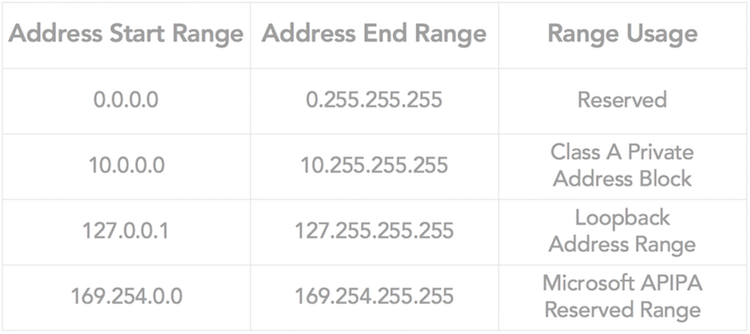 Address Start Range Address End Range Range Usage
0.0.0.0 0.255.255.255 Reserved
10.0.0.0 10.255.255.255 Class A Private
Address Block
127.0.0.1 127.255.255.255 Loopback
Address Range
169.254.0.0 169.254.255.255 Microsoft APIPA
Reserved Range